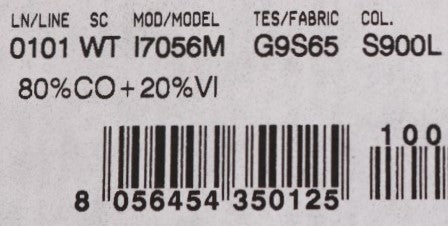 LN/LINE SC MOD/MODEL TES/FABRIC COL.
0101 WT I7056M G9S65 S900L
80%CO+20%VI
100
8 056454 350125